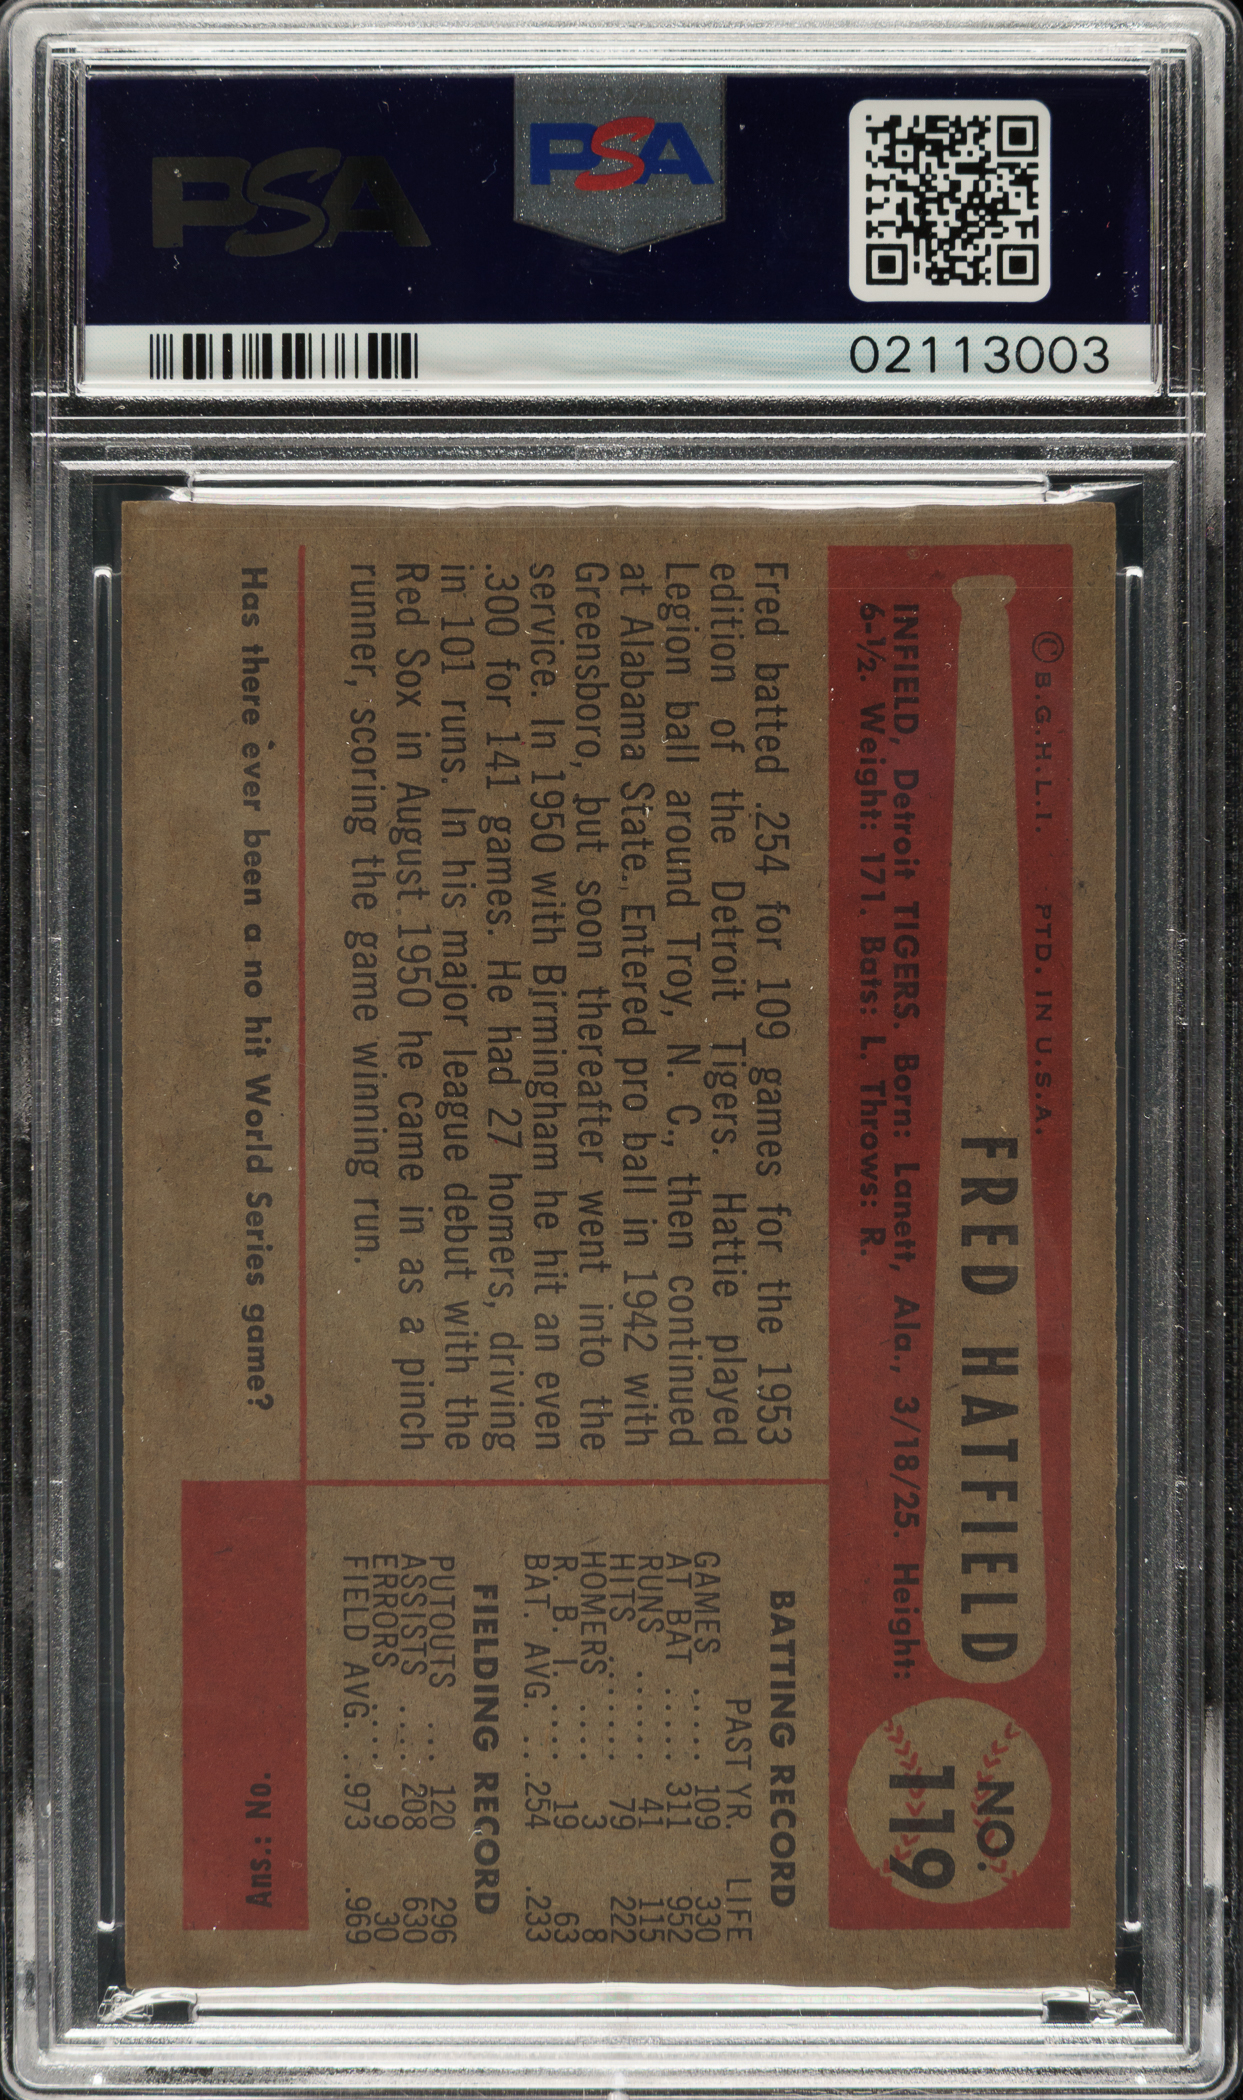 PSA
PSA
02113003
© B.G.H.L.I. PTD. IN U.S.A.
FRED HATFIELD
NO.
119
INFIELD, Detroit TIGERS. Born: Lanett, Ala., 3/18/25. Height:
6-½. Weight: 171. Bats: L. Throws: R.
Fred batted .254 for 109 games for the 1953
edition of the Detroit Tigers. Hattie played
Legion ball around Troy, N. C., then continued
at Alabama State. Entered pro ball in 1942 with
Greensboro, but soon thereafter went into the
service. In 1950 with Birmingham he hit an even
.300 for 141 games. He had 27 homers, driving
in 101 runs. In his major league debut with the
Red Sox in August 1950 he came in as a pinch
runner, scoring the game winning run.
BATTING RECORD
PAST YR. LIFE
GAMES ..... 109 330
AT BAT ..... 311 952
RUNS ...... 41 115
HITS ...... 79 222
HOMERS .... 3 8
R. B. I. .... 19 63
BAT. AVG. .. .254 .233
FIELDING RECORD
PUTOUTS ... 120 296
ASSISTS .... 208 630
ERRORS .... 9 30
FIELD AVG. . .973 .969
Has there ever been a no hit World Series game?
Ans.: No.